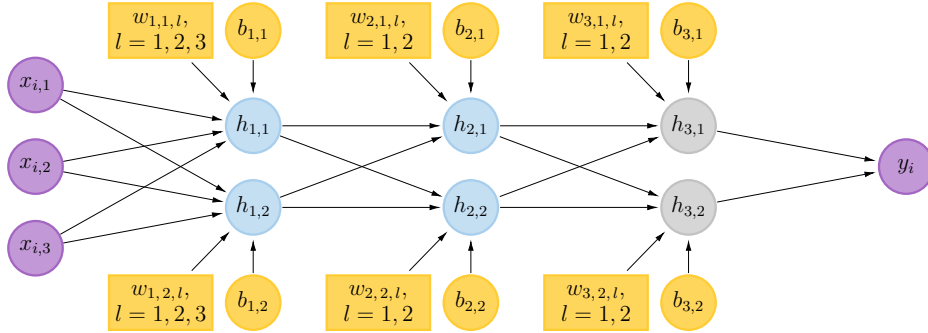 w_{1,1,l},
l = 1, 2, 3
b_{1,1}
w_{2,1,l},
l = 1, 2
b_{2,1}
w_{3,1,l},
l = 1, 2
b_{3,1}
x_{i,1}
h_{1,1}
h_{2,1}
h_{3,1}
x_{i,2}
y_i
h_{1,2}
h_{2,2}
h_{3,2}
x_{i,3}
w_{1,2,l},
l = 1, 2, 3
b_{1,2}
w_{2,2,l},
l = 1, 2
b_{2,2}
w_{3,2,l},
l = 1, 2
b_{3,2}